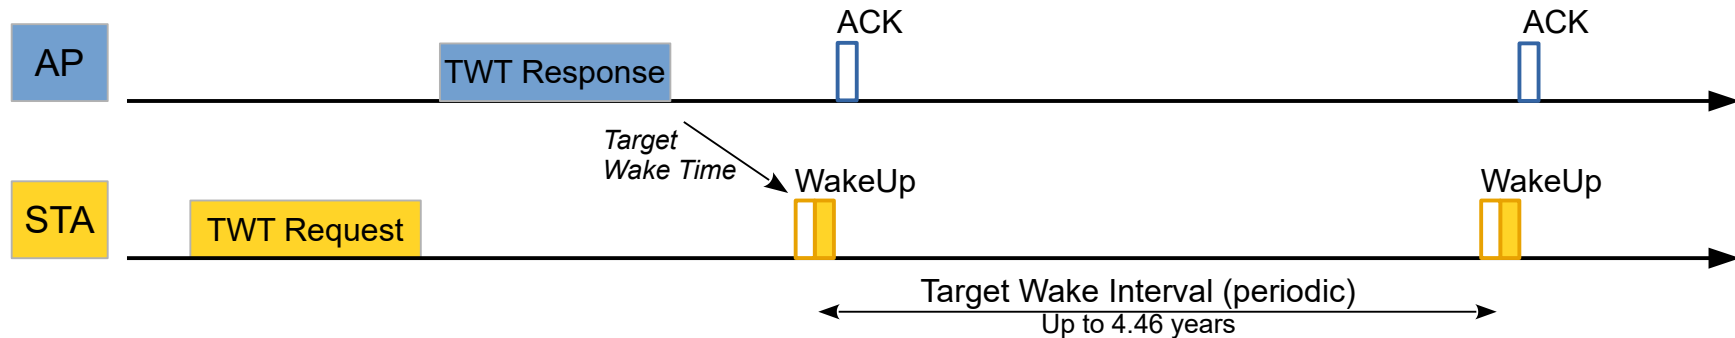 ACK
ACK
AP
TWT Response
Target
Wake Time
WakeUp
WakeUp
STA
TWT Request
Target Wake Interval (periodic)
Up to 4.46 years